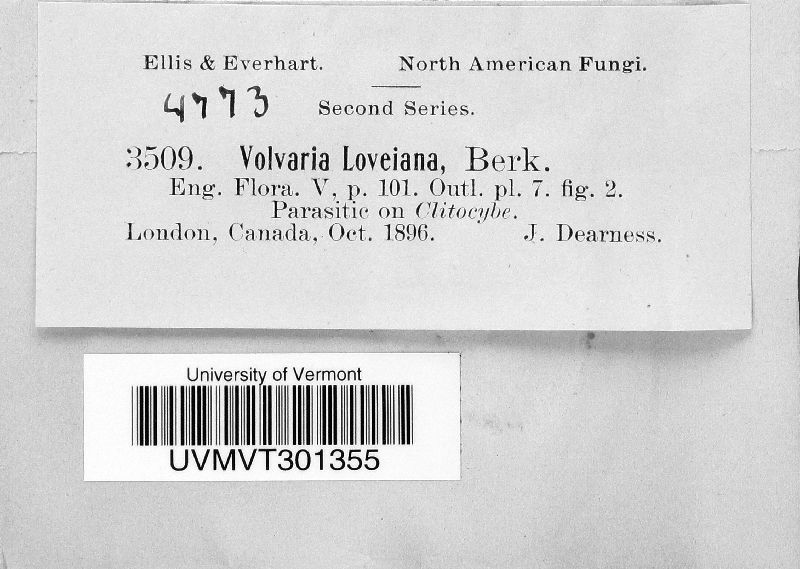 Ellis & Everhart. North American Fungi.
4773 Second Series.
3509. Volvaria Loveiana, Berk.
Eng. Flora. V, p. 101. Outl. pl. 7. fig. 2.
Parasitic on Clitocybe.
London, Canada, Oct. 1896. J. Dearness.
University of Vermont
UVMVT301355